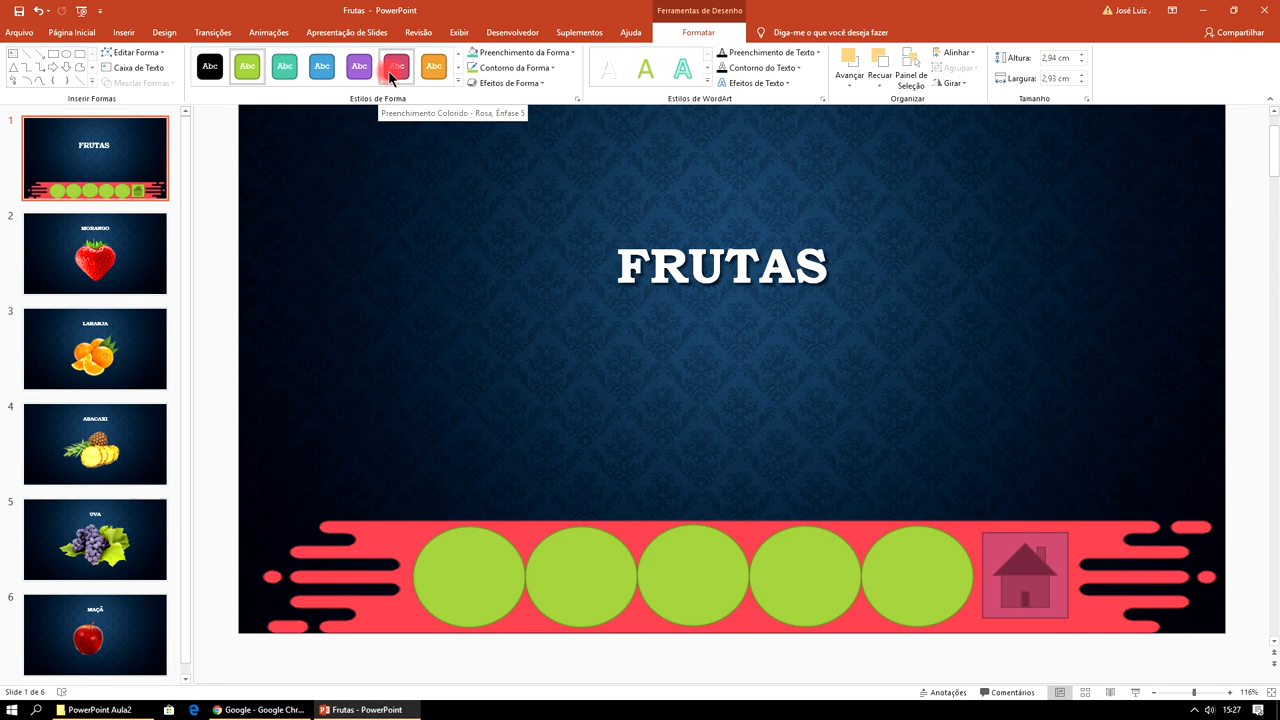 Frutas - PowerPoint
Ferramentas de Desenho
José Luiz .
Arquivo Página Inicial Inserir Design Transições Animações Apresentação de Slides Revisão Exibir Desenvolvedor Suplementos Ajuda Formatar Diga-me o que você deseja fazer Compartilhar
Editar Forma
Caixa de Texto
Mesclar Formas
Inserir Formas
Abc Abc Abc Abc Abc Abc Abc
Preenchimento da Forma
Contorno da Forma
Efeitos de Forma
Estilos de Forma
A A A
Preenchimento de Texto
Contorno do Texto
Efeitos de Texto
Estilos de WordArt
Avançar
Recuar
Painel de
Seleção
Alinhar
Agrupar
Girar
Organizar
Altura: 2,94 cm
Largura: 2,93 cm
Tamanho
Preenchimento Colorido - Rosa, Ênfase 5
1
FRUTAS
2
MORANGO
3
LARANJA
4
ABACAXI
5
UVA
6
MAÇÃ
FRUTAS
Slide 1 de 6
Anotações
Comentários
116%
PowerPoint Aula2
Google - Google Chr...
Frutas - PowerPoint
15:27